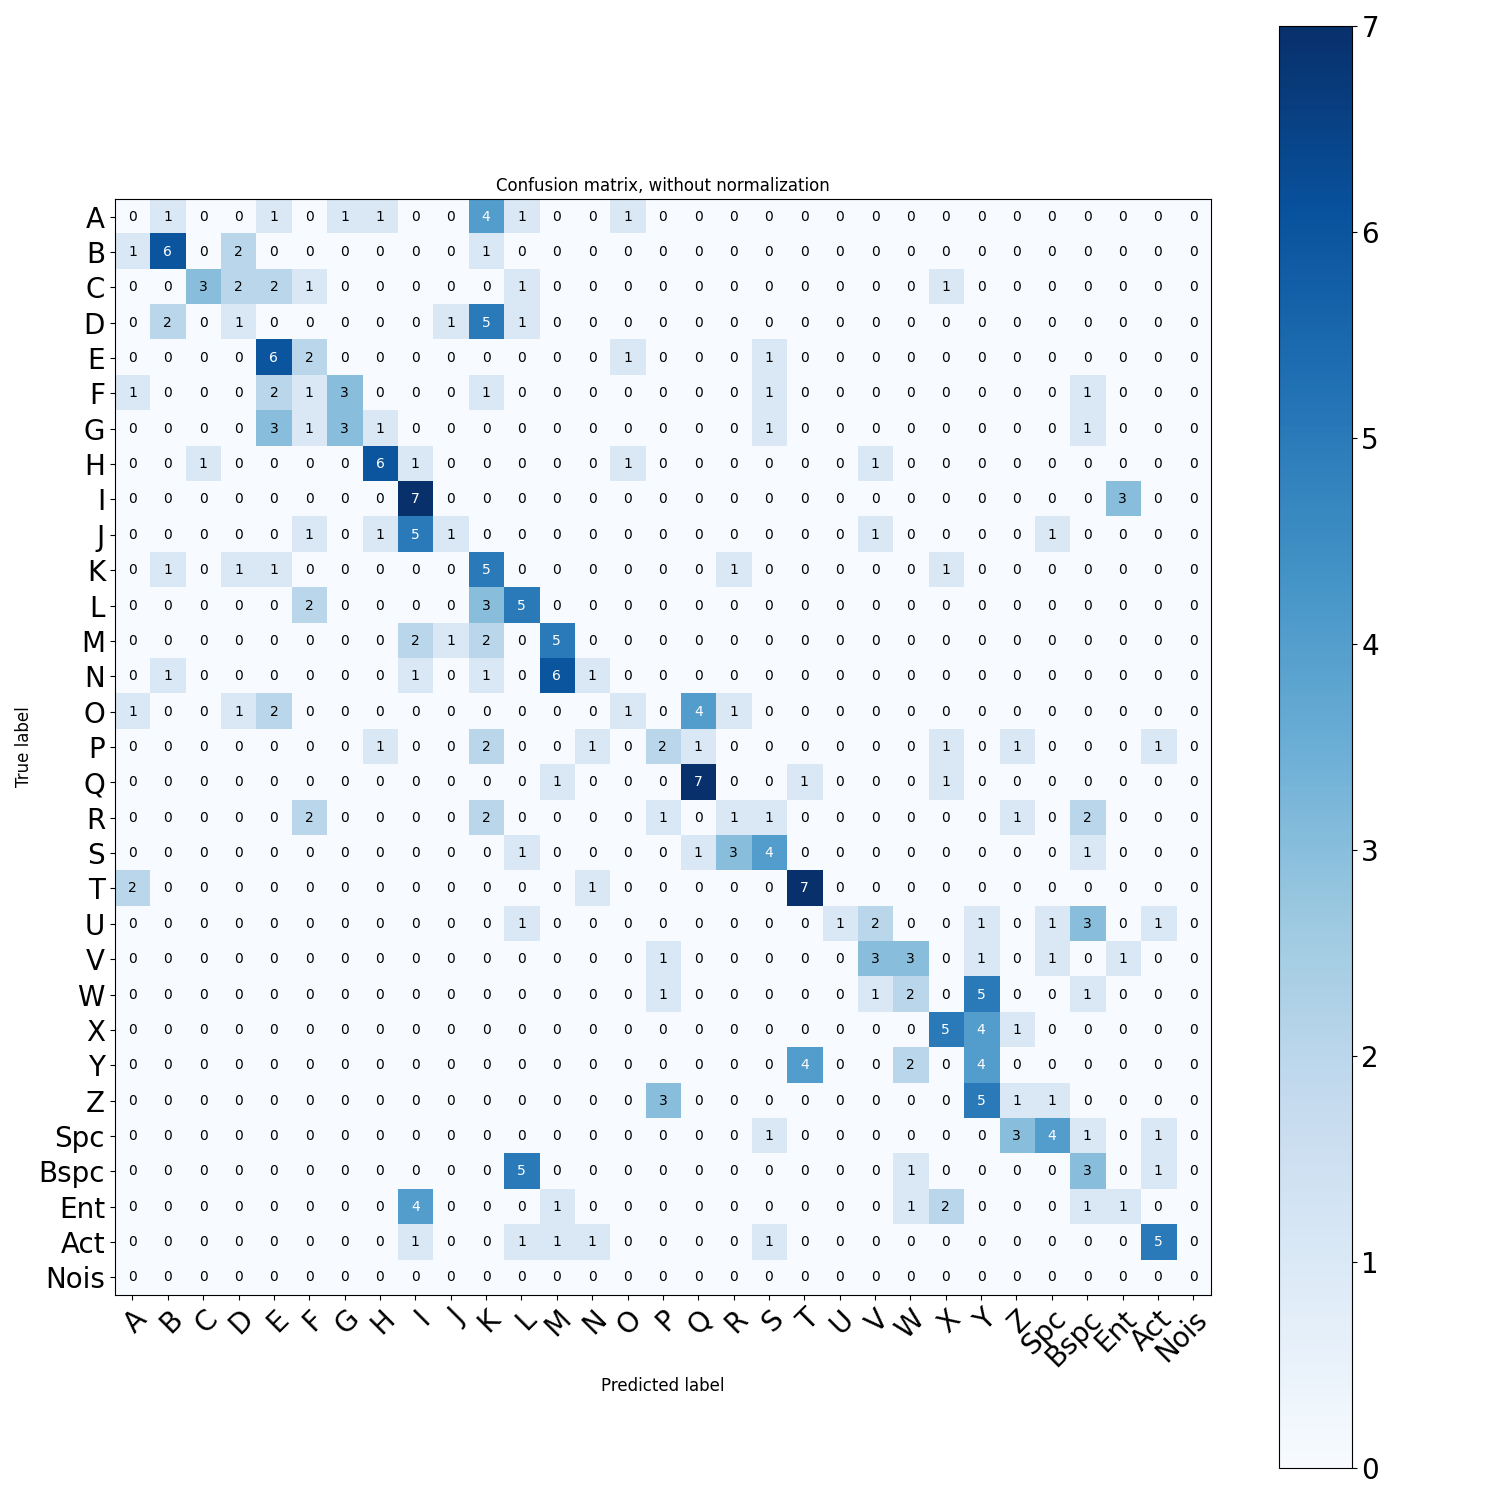 Confusion matrix, without normalization
A 0 1 0 0 1 0 1 1 0 0 4 1 0 0 1 0 0 0 0 0 0 0 0 0 0 0 0 0 0 0 0
B 1 6 0 2 0 0 0 0 0 0 1 0 0 0 0 0 0 0 0 0 0 0 0 0 0 0 0 0 0 0 0
C 0 0 3 2 2 1 0 0 0 0 0 1 0 0 0 0 0 0 0 0 0 0 0 1 0 0 0 0 0 0 0
D 0 2 0 1 0 0 0 0 0 1 5 1 0 0 0 0 0 0 0 0 0 0 0 0 0 0 0 0 0 0 0
E 0 0 0 0 6 2 0 0 0 0 0 0 0 0 1 0 0 0 1 0 0 0 0 0 0 0 0 0 0 0 0
F 1 0 0 0 2 1 3 0 0 0 1 0 0 0 0 0 0 0 1 0 0 0 0 0 0 0 0 1 0 0 0
G 0 0 0 0 3 1 3 1 0 0 0 0 0 0 0 0 0 0 1 0 0 0 0 0 0 0 0 1 0 0 0
H 0 0 1 0 0 0 0 6 1 0 0 0 0 0 1 0 0 0 0 0 0 1 0 0 0 0 0 0 0 0 0
I 0 0 0 0 0 0 0 0 7 0 0 0 0 0 0 0 0 0 0 0 0 0 0 0 0 0 0 0 3 0 0
J 0 0 0 0 0 1 0 1 5 1 0 0 0 0 0 0 0 0 0 0 0 1 0 0 0 0 1 0 0 0 0
K 0 1 0 1 1 0 0 0 0 0 5 0 0 0 0 0 0 1 0 0 0 0 0 1 0 0 0 0 0 0 0
L 0 0 0 0 0 2 0 0 0 0 3 5 0 0 0 0 0 0 0 0 0 0 0 0 0 0 0 0 0 0 0
M 0 0 0 0 0 0 0 0 2 1 2 0 5 0 0 0 0 0 0 0 0 0 0 0 0 0 0 0 0 0 0
N 0 1 0 0 0 0 0 0 1 0 1 0 6 1 0 0 0 0 0 0 0 0 0 0 0 0 0 0 0 0 0
O 1 0 0 1 2 0 0 0 0 0 0 0 0 0 1 0 4 1 0 0 0 0 0 0 0 0 0 0 0 0 0
P 0 0 0 0 0 0 0 1 0 0 2 0 0 1 0 2 1 0 0 0 0 0 0 1 0 1 0 0 0 1 0
Q 0 0 0 0 0 0 0 0 0 0 0 0 1 0 0 0 7 0 0 1 0 0 0 1 0 0 0 0 0 0 0
R 0 0 0 0 0 2 0 0 0 0 2 0 0 0 0 1 0 1 1 0 0 0 0 0 0 1 0 2 0 0 0
S 0 0 0 0 0 0 0 0 0 0 0 1 0 0 0 0 1 3 4 0 0 0 0 0 0 0 0 1 0 0 0
T 2 0 0 0 0 0 0 0 0 0 0 0 0 1 0 0 0 0 0 7 0 0 0 0 0 0 0 0 0 0 0
U 0 0 0 0 0 0 0 0 0 0 0 1 0 0 0 0 0 0 0 0 1 2 0 0 1 0 1 3 0 1 0
V 0 0 0 0 0 0 0 0 0 0 0 0 0 0 0 1 0 0 0 0 0 3 3 0 1 0 1 0 1 0 0
W 0 0 0 0 0 0 0 0 0 0 0 0 0 0 0 1 0 0 0 0 0 1 2 0 5 0 0 1 0 0 0
X 0 0 0 0 0 0 0 0 0 0 0 0 0 0 0 0 0 0 0 0 0 0 0 5 4 1 0 0 0 0 0
Y 0 0 0 0 0 0 0 0 0 0 0 0 0 0 0 0 0 0 0 4 0 0 2 0 4 0 0 0 0 0 0
Z 0 0 0 0 0 0 0 0 0 0 0 0 0 0 0 3 0 0 0 0 0 0 0 0 5 1 1 0 0 0 0
Spc 0 0 0 0 0 0 0 0 0 0 0 0 0 0 0 0 0 0 1 0 0 0 0 0 0 3 4 1 0 1 0
Bspc 0 0 0 0 0 0 0 0 0 0 0 5 0 0 0 0 0 0 0 0 0 0 1 0 0 0 0 3 0 1 0
Ent 0 0 0 0 0 0 0 0 4 0 0 0 1 0 0 0 0 0 0 0 0 0 1 2 0 0 0 1 1 0 0
Act 0 0 0 0 0 0 0 0 1 0 0 1 1 1 0 0 0 0 1 0 0 0 0 0 0 0 0 0 0 5 0
Nois 0 0 0 0 0 0 0 0 0 0 0 0 0 0 0 0 0 0 0 0 0 0 0 0 0 0 0 0 0 0 0
A B C D E F G H I J K L M N O P Q R S T U V W X Y Z Spc Bspc Ent Act Nois
True label
Predicted label
7
6
5
4
3
2
1
0